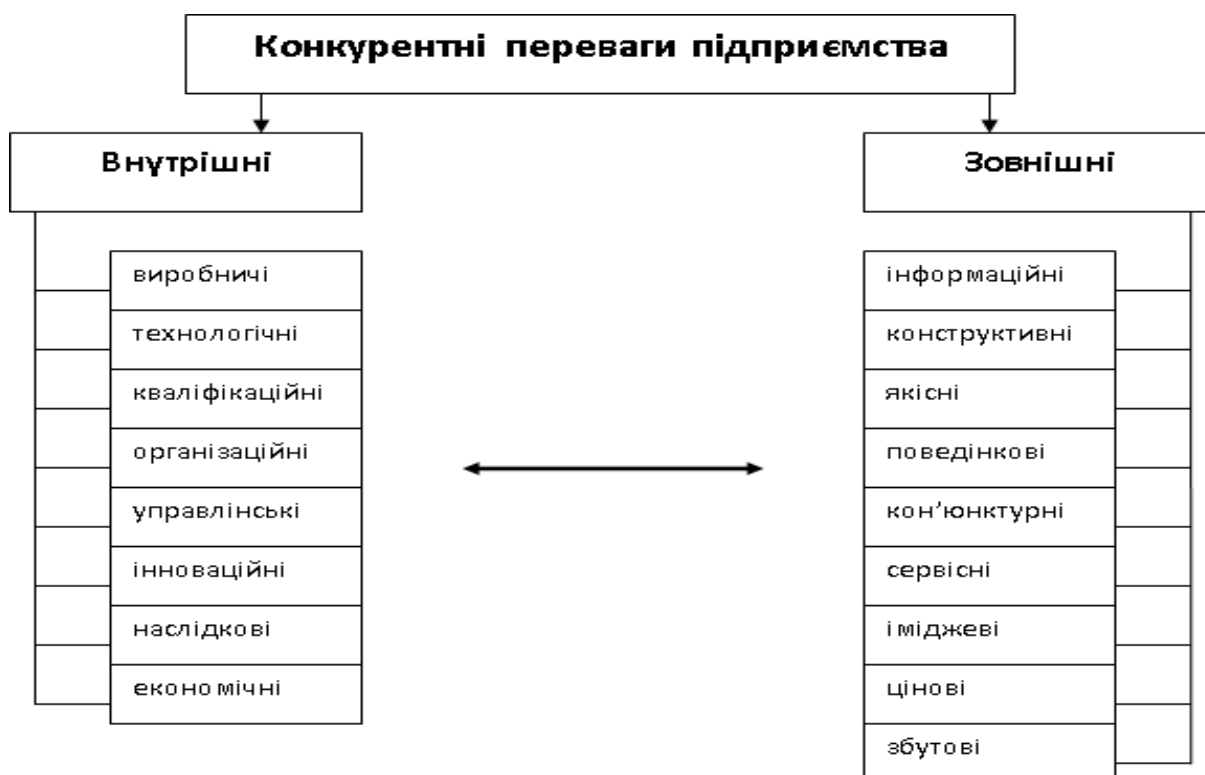 Конкурентні переваги підприємства
Внутрішні
виробничі
технологічні
кваліфікаційні
організаційні
управлінські
інноваційні
наслідкові
економічні
Зовнішні
інформаційні
конструктивні
якісні
поведінкові
кон’юнктурні
сервісні
іміджеві
цінові
збутові